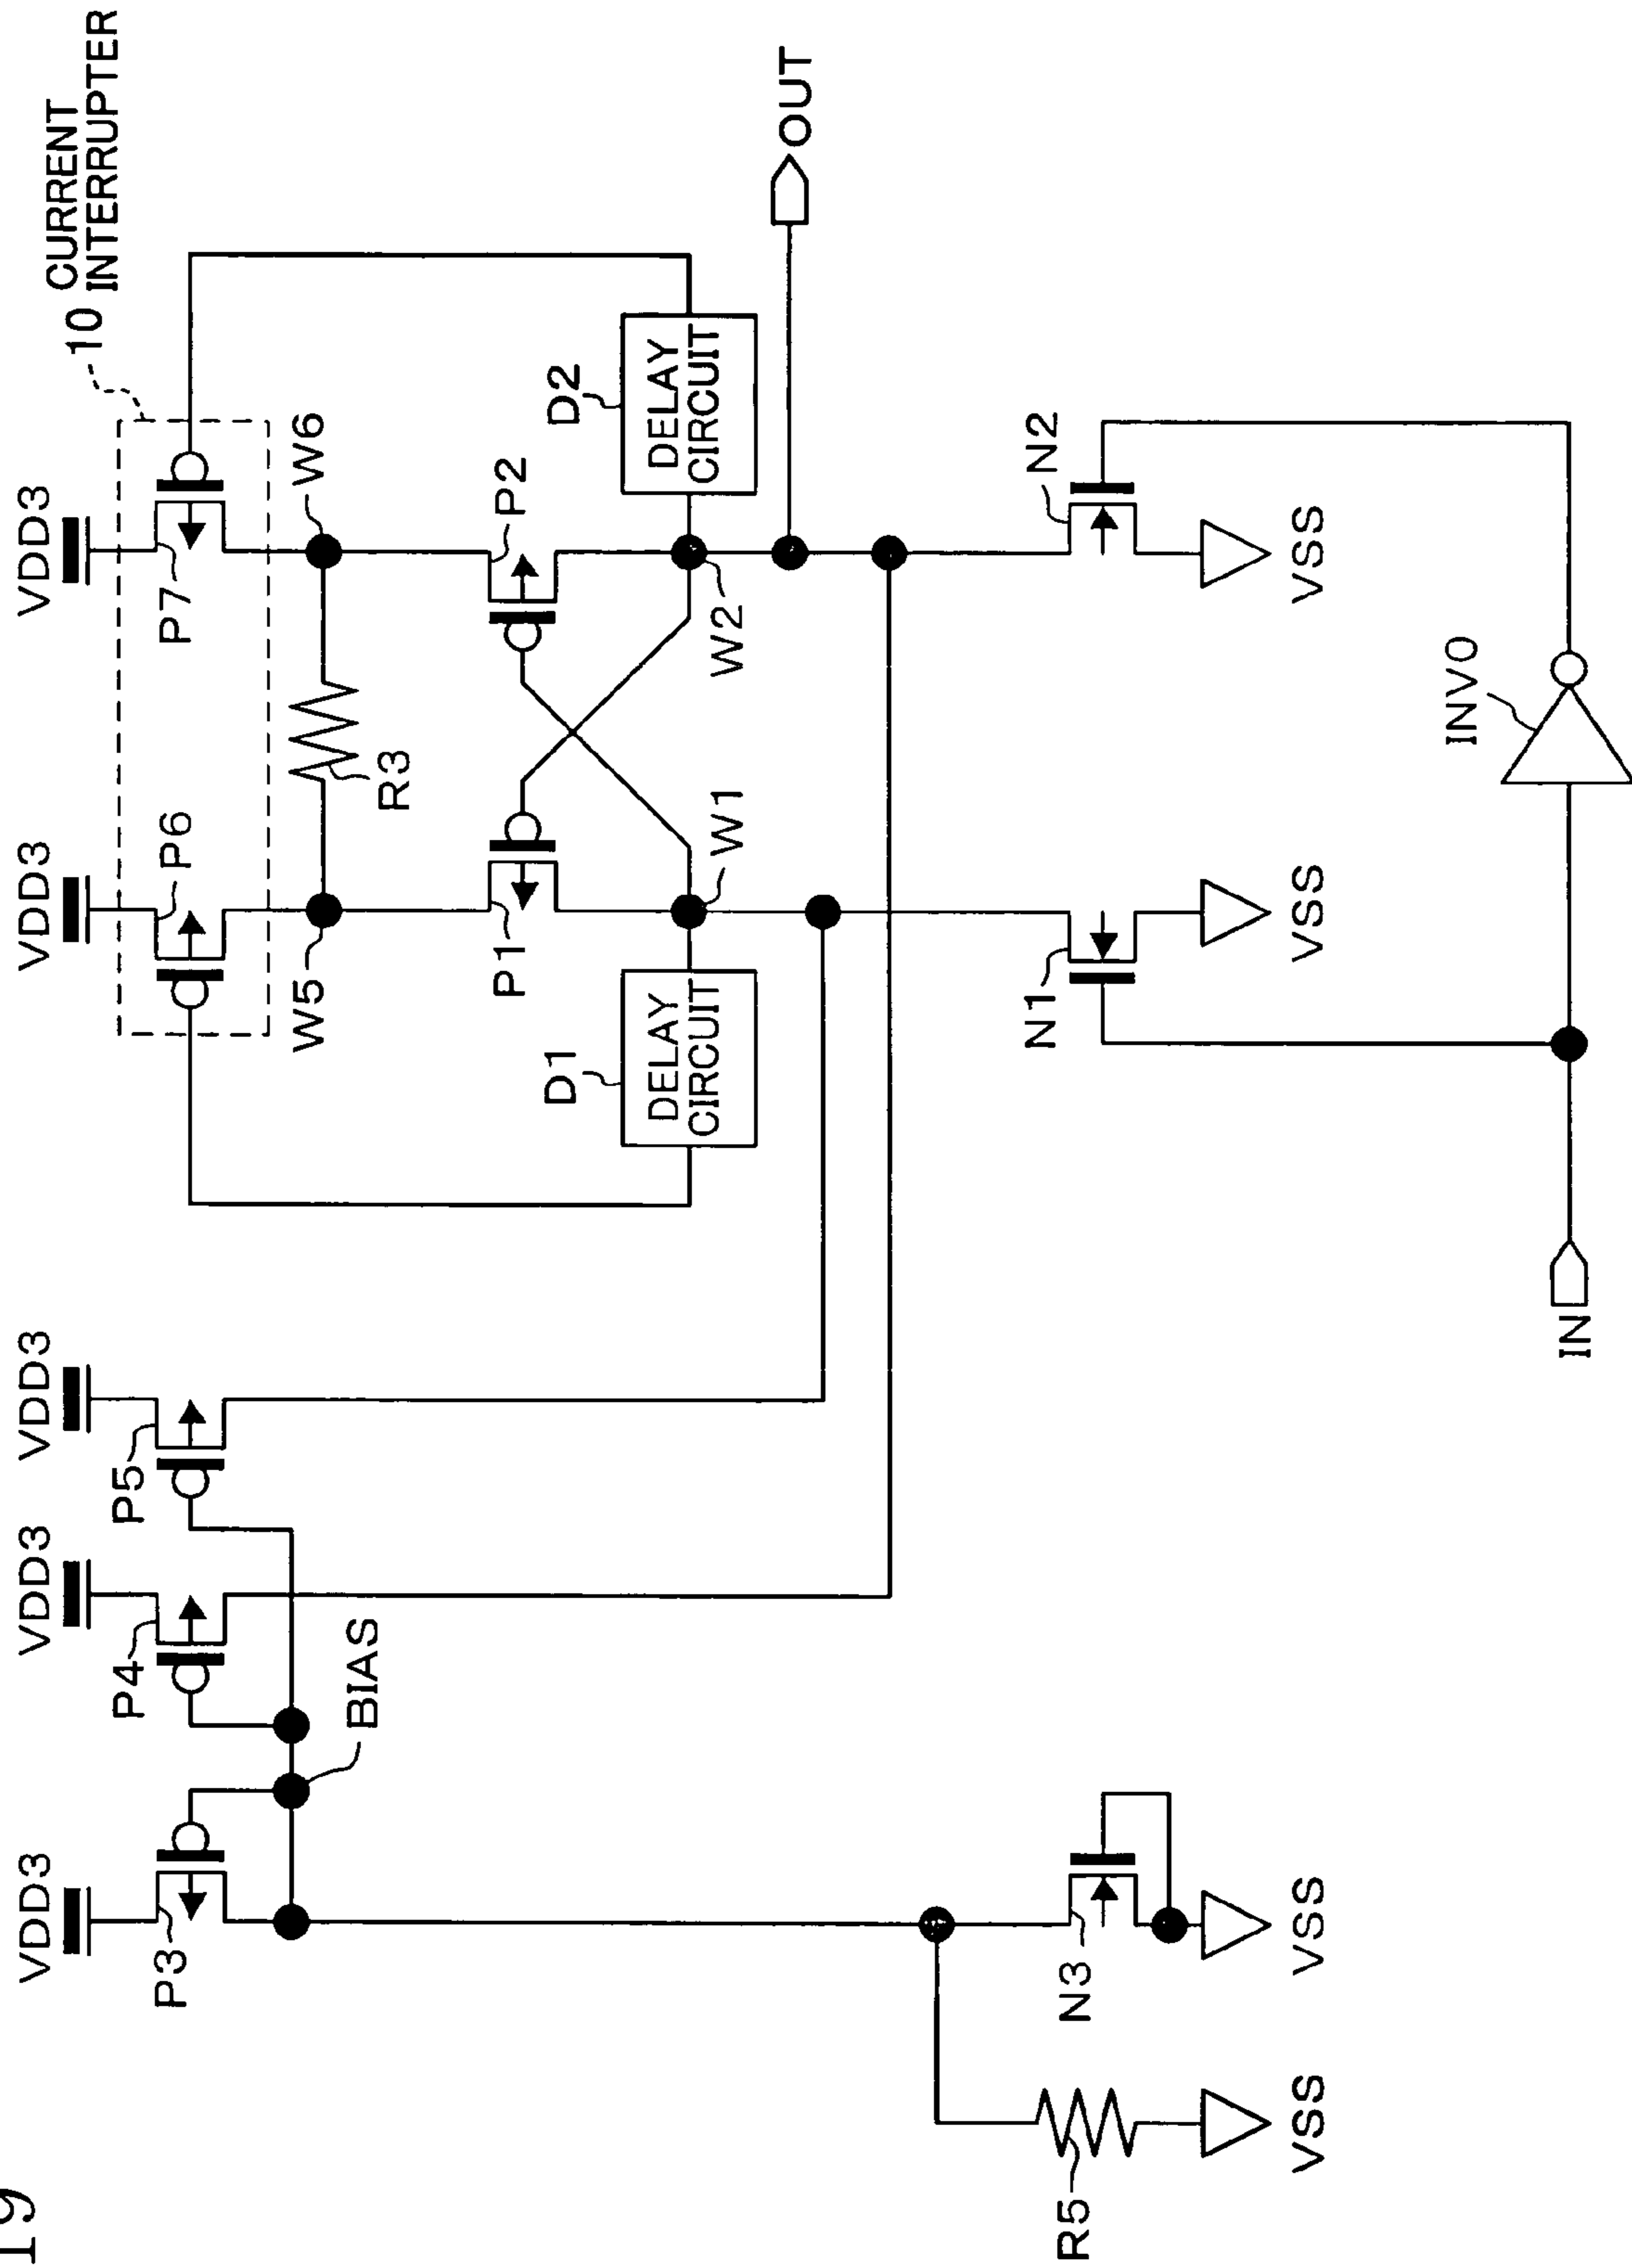 19
10 CURRENT
INTERRUPTER
VDD3
VDD3
VDD3
VDD3
VDD3
P3
P4
P5
P6
P7
BIAS
W5
R3
W6
P1
P2
D1
DELAY
CIRCUIT
W1
W2
D2
DELAY
CIRCUIT
OUT
R5
N3
N1
N2
VSS
VSS
VSS
VSS
INV0
IN